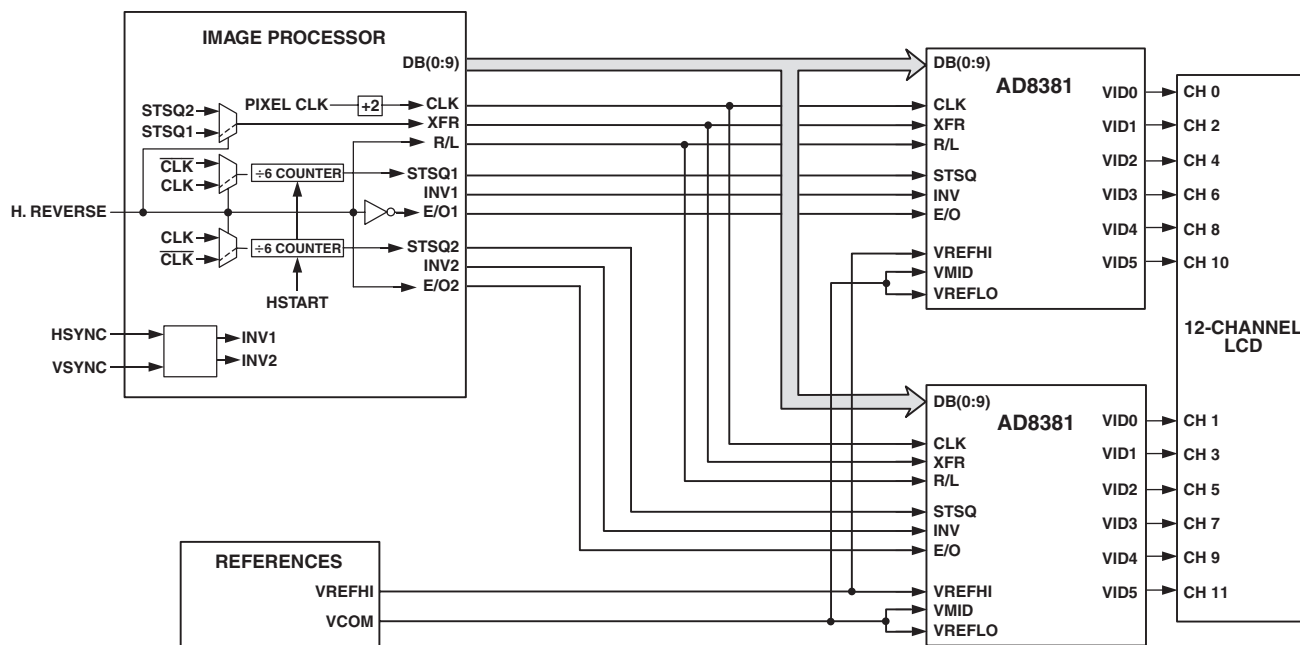 IMAGE PROCESSOR
DB(0:9)
PIXEL CLK
÷2
CLK
STSQ2
STSQ1
XFR
R/L
CLK
CLK
÷6 COUNTER
STSQ1
INV1
H. REVERSE
E/O1
CLK
CLK
÷6 COUNTER
STSQ2
INV2
E/O2
HSTART
HSYNC
VSYNC
INV1
INV2
REFERENCES
VREFHI
VCOM
DB(0:9)
AD8381
CLK
XFR
R/L
STSQ
INV
E/O
VREFHI
VMID
VREFLO
VID0
VID1
VID2
VID3
VID4
VID5
DB(0:9)
AD8381
CLK
XFR
R/L
STSQ
INV
E/O
VREFHI
VMID
VREFLO
VID0
VID1
VID2
VID3
VID4
VID5
CH 0
CH 2
CH 4
CH 6
CH 8
CH 10
12-CHANNEL
LCD
CH 1
CH 3
CH 5
CH 7
CH 9
CH 11